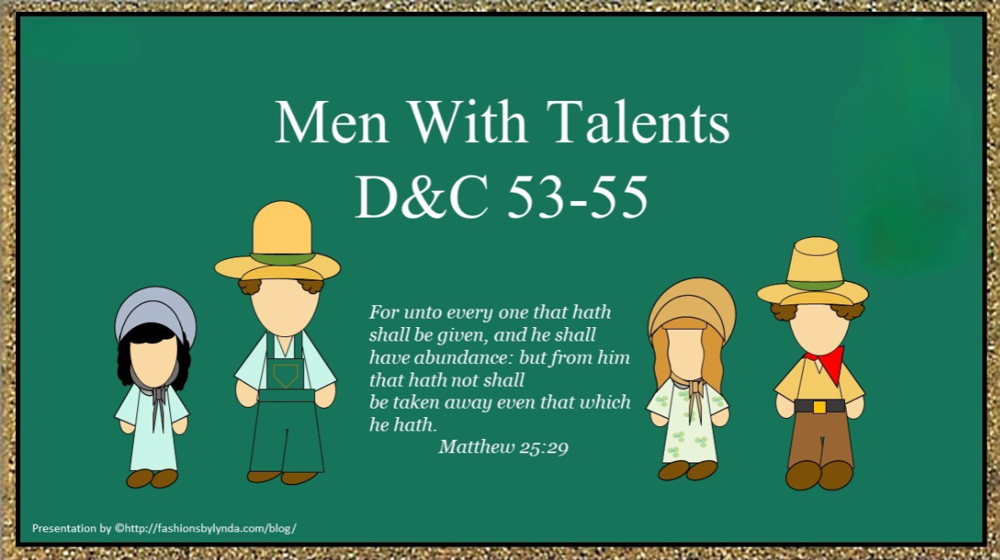 Men With Talents
D&C 53-55
For unto every one that hath
shall be given, and he shall
have abundance: but from him
that hath not shall
be taken away even that which
he hath.
Matthew 25:29
Presentation by ©http://fashionsbylynda.com/blog/